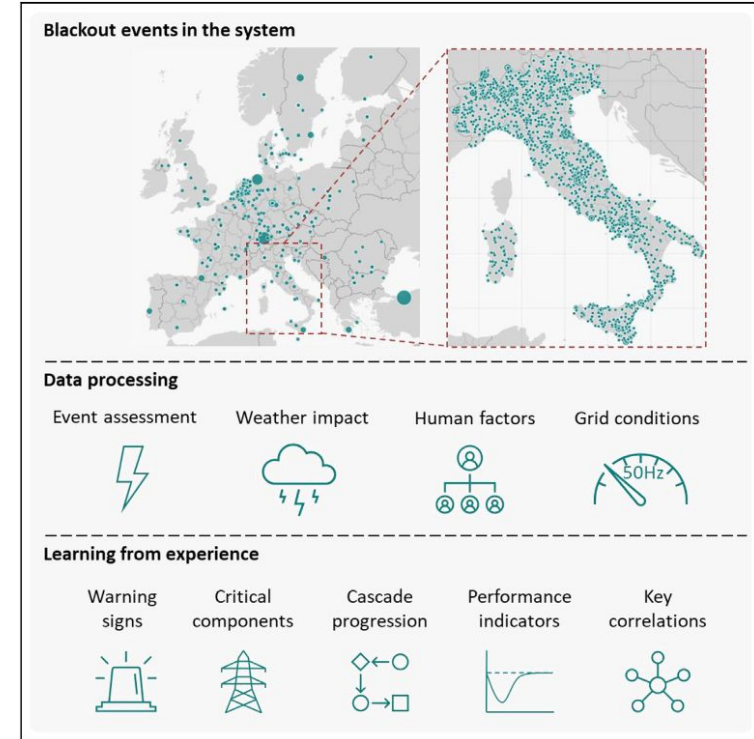 Blackout events in the system
Data processing
Event assessment
Weather impact
Human factors
Grid conditions
50Hz
Learning from experience
Warning
signs
Critical
components
Cascade
progression
Performance
indicators
Key
correlations